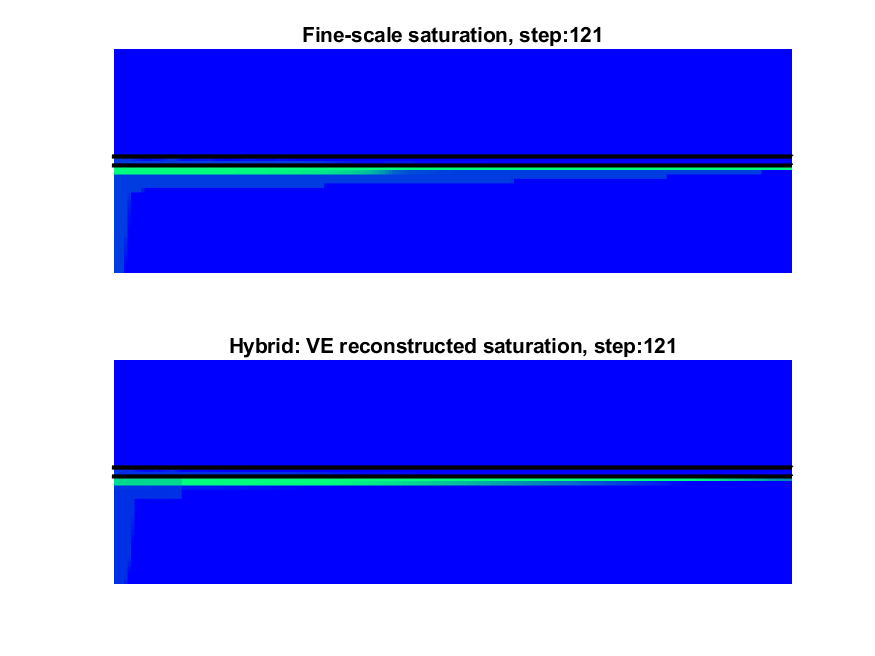 Fine-scale saturation, step:121
Hybrid: VE reconstructed saturation, step:121